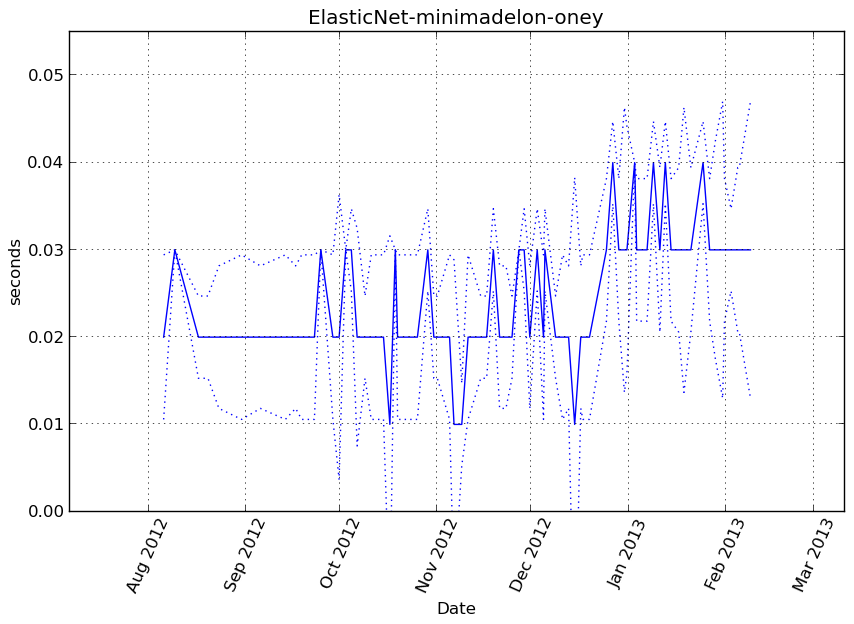 ElasticNet-minimadelon-oney
0.05
0.04
0.03
0.02
0.01
0.00
seconds
Aug 2012
Sep 2012
Oct 2012
Nov 2012
Dec 2012
Jan 2013
Feb 2013
Mar 2013
Date